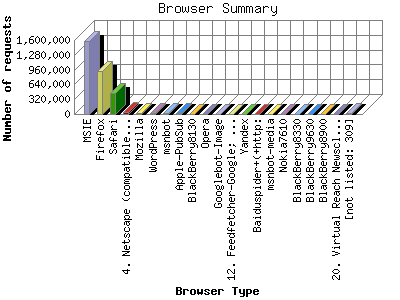 Browser Summary
Number of requests
1,600,000
1,280,000
960,000
640,000
320,000
0
MSIE
Firefox
Safari
4. Netscape (compatible...
Mozilla
WordPress
msnbot
Apple-PubSub
BlackBerry8130
Opera
Googlebot-Image
12. Feedfetcher-Google; ...
Yandex
Baiduspider+(+http:
msnbot-media
Nokia7610
BlackBerry8330
BlackBerry9630
BlackBerry8900
20. Virtual Reach Newscl...
[not listed: 309]
Browser Type